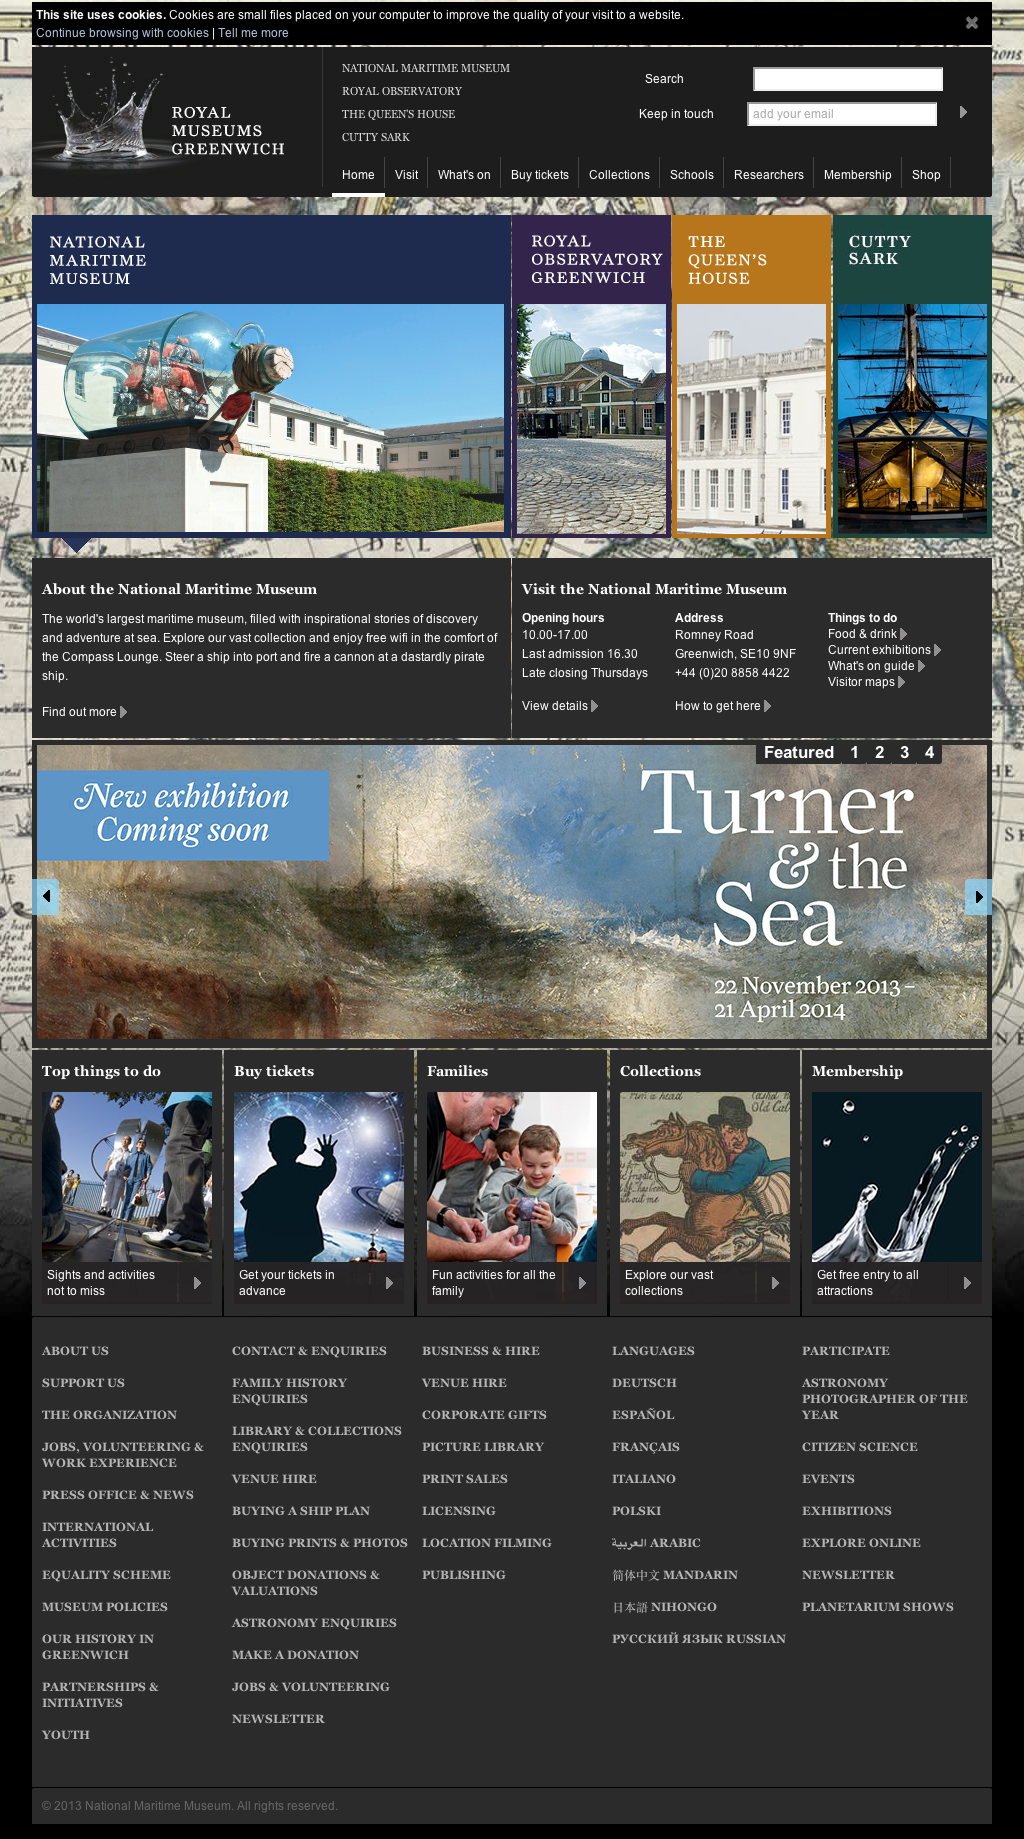 This site uses cookies. Cookies are small files placed on your computer to improve the quality of your visit to a website.
Continue browsing with cookies | Tell me more
ROYAL
MUSEUMS
GREENWICH
NATIONAL MARITIME MUSEUM
ROYAL OBSERVATORY
THE QUEEN'S HOUSE
CUTTY SARK
Search
Keep in touch
add your email
Home
Visit
What's on
Buy tickets
Collections
Schools
Researchers
Membership
Shop
NATIONAL
MARITIME
MUSEUM
ROYAL
OBSERVATORY
GREENWICH
THE
QUEEN'S
HOUSE
CUTTY
SARK
About the National Maritime Museum
The world's largest maritime museum, filled with inspirational stories of discovery
and adventure at sea. Explore our vast collection and enjoy free wifi in the comfort of
the Compass Lounge. Steer a ship into port and fire a cannon at a dastardly pirate
ship.
Find out more
Visit the National Maritime Museum
Opening hours
10.00-17.00
Last admission 16.30
Late closing Thursdays
View details
Address
Romney Road
Greenwich, SE10 9NF
+44 (0)20 8858 4422
How to get here
Things to do
Food & drink
Current exhibitions
What's on guide
Visitor maps
Featured 1 2 3 4
New exhibition
Coming soon
Turner
& the
Sea
22 November 2013 –
21 April 2014
Top things to do
Sights and activities
not to miss
Buy tickets
Get your tickets in
advance
Families
Fun activities for all the
family
Collections
Explore our vast
collections
Membership
Get free entry to all
attractions
ABOUT US
SUPPORT US
THE ORGANIZATION
JOBS, VOLUNTEERING &
WORK EXPERIENCE
PRESS OFFICE & NEWS
INTERNATIONAL
ACTIVITIES
EQUALITY SCHEME
MUSEUM POLICIES
OUR HISTORY IN
GREENWICH
PARTNERSHIPS &
INITIATIVES
YOUTH
CONTACT & ENQUIRIES
FAMILY HISTORY
ENQUIRIES
LIBRARY & COLLECTIONS
ENQUIRIES
VENUE HIRE
BUYING A SHIP PLAN
BUYING PRINTS & PHOTOS
OBJECT DONATIONS &
VALUATIONS
ASTRONOMY ENQUIRIES
MAKE A DONATION
JOBS & VOLUNTEERING
NEWSLETTER
BUSINESS & HIRE
VENUE HIRE
CORPORATE GIFTS
PICTURE LIBRARY
PRINT SALES
LICENSING
LOCATION FILMING
PUBLISHING
LANGUAGES
DEUTSCH
ESPAÑOL
FRANÇAIS
ITALIANO
POLSKI
العربية ARABIC
简体中文 MANDARIN
日本語 NIHONGO
РУССКИЙ ЯЗЫК RUSSIAN
PARTICIPATE
ASTRONOMY
PHOTOGRAPHER OF THE
YEAR
CITIZEN SCIENCE
EVENTS
EXHIBITIONS
EXPLORE ONLINE
NEWSLETTER
PLANETARIUM SHOWS
© 2013 National Maritime Museum. All rights reserved.